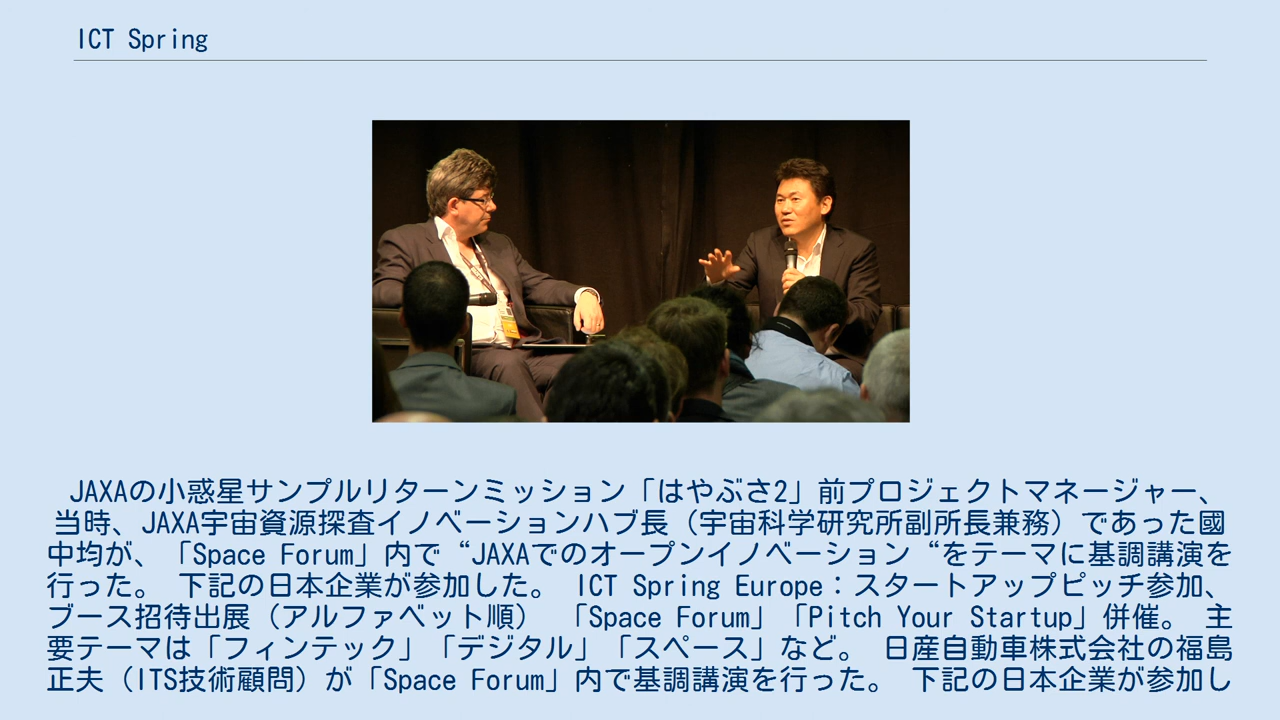 ICT Spring
JAXAの小惑星サンプルリターンミッション「はやぶさ2」前プロジェクトマネージャー、
当時、JAXA宇宙資源探査イノベーションハブ長（宇宙科学研究所副所長兼務）であった國
中均が、「Space Forum」内で“JAXAでのオープンイノベーション“をテーマに基調講演を
行った。 下記の日本企業が参加した。 ICT Spring Europe：スタートアップピッチ参加、
ブース招待出展（アルファベット順） 「Space Forum」「Pitch Your Startup」併催。 主
要テーマは「フィンテック」「デジタル」「スペース」など。 日産自動車株式会社の福島
正夫（ITS技術顧問）が「Space Forum」内で基調講演を行った。 下記の日本企業が参加し